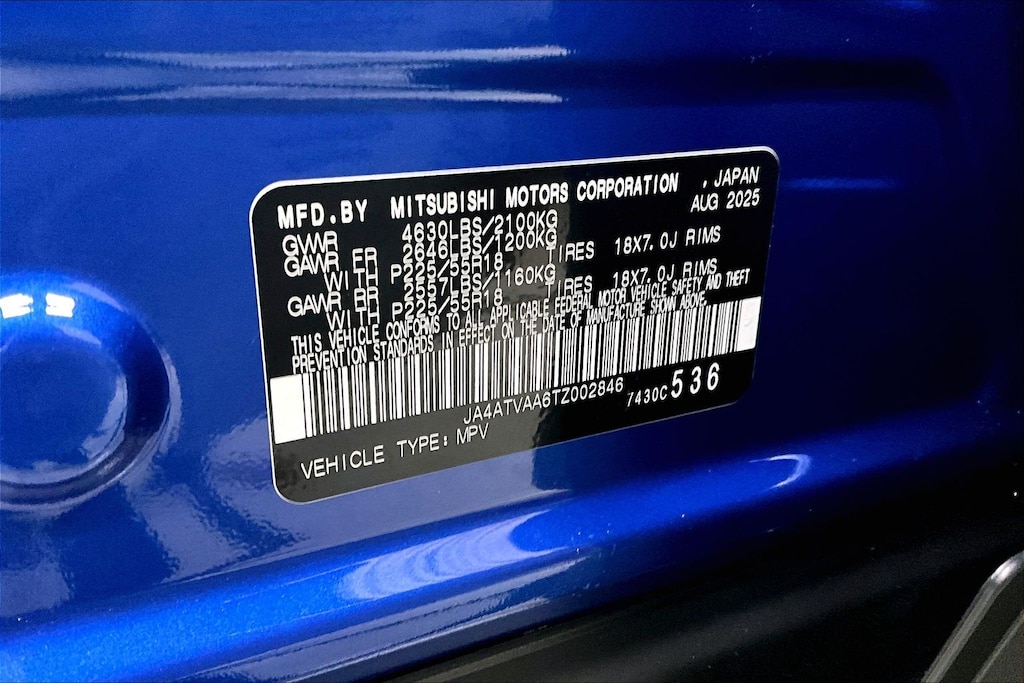 MFD.BY MITSUBISHI MOTORS CORPORATION , JAPAN
AUG 2025
GVWR 4630LBS/2100KG
GAWR FR 2646LBS/1200KG
WITH P225/55R18 TIRES 18X7.0J RIMS
GAWR RR 2557LBS/1160KG
WITH P225/55R18 TIRES 18X7.0J RIMS
THIS VEHICLE CONFORMS TO ALL APPLICABLE FEDERAL MOTOR VEHICLE SAFETY AND THEFT
PREVENTION STANDARDS IN EFFECT ON THE DATE OF MANUFACTURE SHOWN ABOVE.
JA4ATVAA6TZ002846
7430C 536
VEHICLE TYPE: MPV